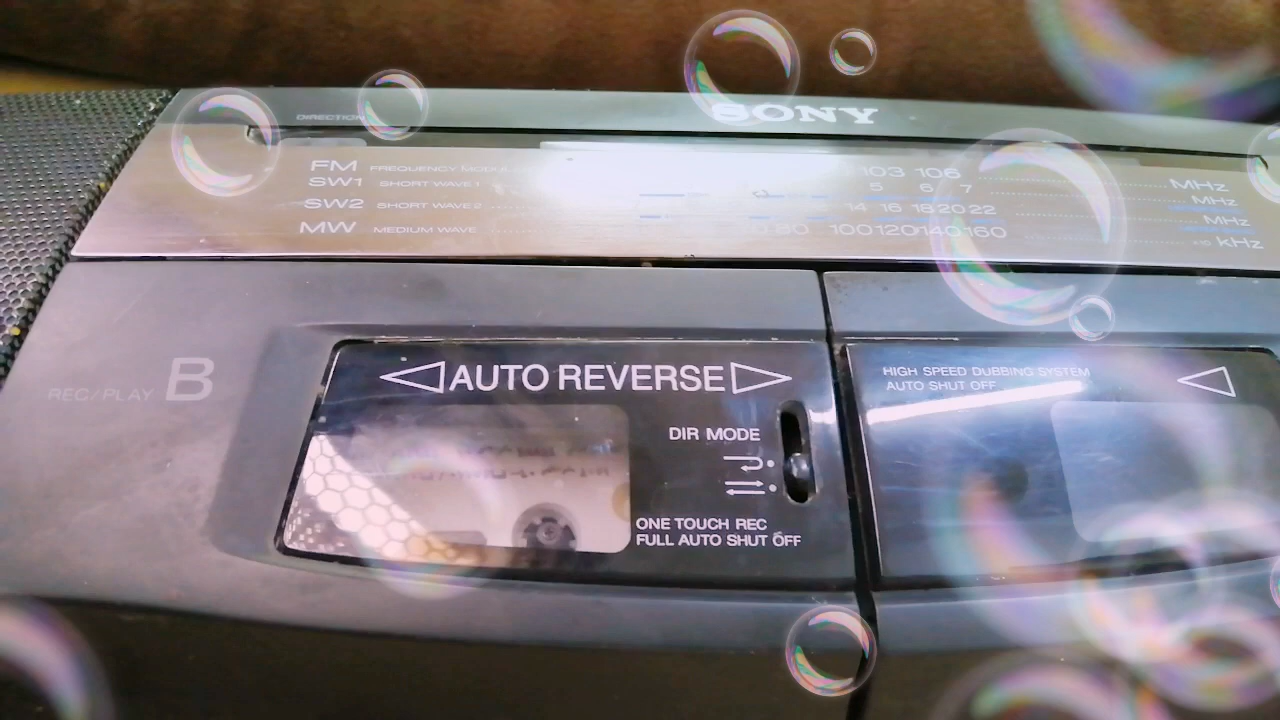 SONY
DIRECTION
FM FREQUENCY 103 106 MHz
SW1 SHORT WAVE 1 5 6 7 MHz
SW2 SHORT WAVE 2 14 16 18 20 22 MHz
MW MEDIUM WAVE 80 100 120 140 160 x10 kHz
REC/PLAY B
AUTO REVERSE
DIR MODE
ONE TOUCH REC
FULL AUTO SHUT OFF
HIGH SPEED DUBBING SYSTEM
AUTO SHUT OFF